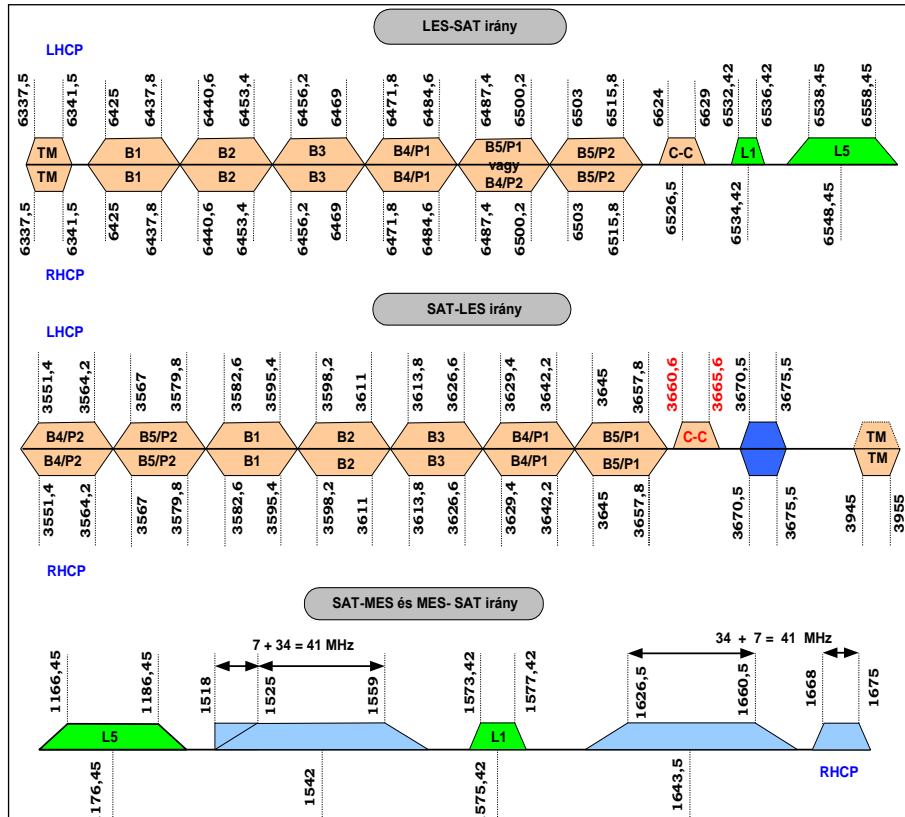 LES-SAT irány
LHCP
6337,5 6341,5 6425 6437,8 6440,6 6453,4 6456,2 6469 6471,8 6484,6 6487,4 6500,2 6503 6515,8 6624 6629 6532,42 6536,42 6538,45 6558,45
TM B1 B2 B3 B4/P1 B5/P1 B5/P2 C-C L1 L5
vagy
TM B1 B2 B3 B4/P1 B4/P2 B5/P2
6337,5 6341,5 6425 6437,8 6440,6 6453,4 6456,2 6469 6471,8 6484,6 6487,4 6500,2 6503 6515,8 6526,5 6534,42 6548,45
RHCP
SAT-LES irány
LHCP
3551,4 3564,2 3567 3579,8 3582,6 3595,4 3598,2 3611 3613,8 3626,6 3629,4 3642,2 3645 3657,8 3660,6 3665,6 3670,5 3675,5
B4/P2 B5/P2 B1 B2 B3 B4/P1 B5/P1 C-C TM
B4/P2 B5/P2 B1 B2 B3 B4/P1 B5/P1 TM
3551,4 3564,2 3567 3579,8 3582,6 3595,4 3598,2 3611 3613,8 3626,6 3629,4 3642,2 3645 3657,8 3670,5 3675,5 3945 3955
RHCP
SAT-MES és MES- SAT irány
7 + 34 = 41 MHz 34 + 7 = 41 MHz
1166,45 1186,45 1518 1525 1559 1573,42 1577,42 1626,5 1660,5 1668 1675
L5 L1
RHCP
1176,45 1542 1575,42 1643,5